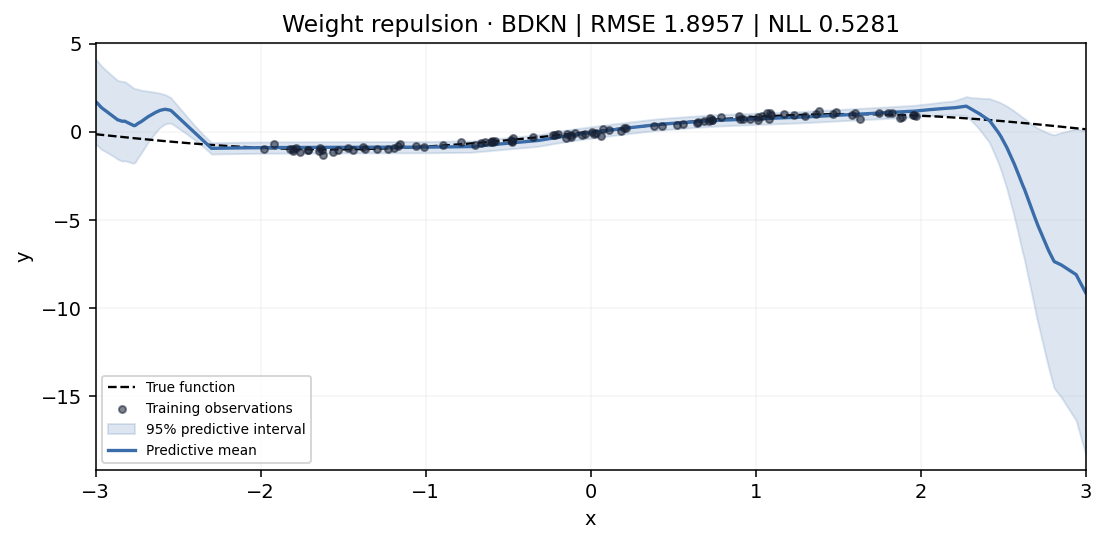 Weight repulsion · BDKN | RMSE 1.8957 | NLL 0.5281
5
0
−5
−10
−15
y
True function
Training observations
95% predictive interval
Predictive mean
−3
−2
−1
0
1
2
3
x